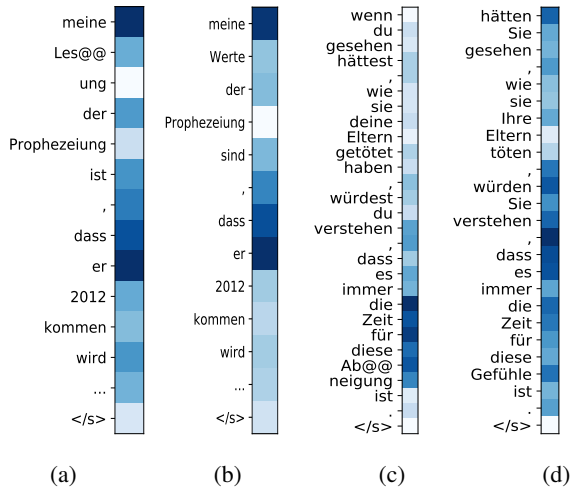 meine
Les@@
ung
der
Prophezeiung
ist
,
dass
er
2012
kommen
wird
...
</s>
(a)
meine
Werte
der
Prophezeiung
sind
,
dass
er
2012
kommen
wird
...
</s>
(b)
wenn
du
gesehen
hättest
,
wie
sie
deine
Eltern
getötet
haben
,
würdest
du
verstehen
,
dass
es
immer
die
Zeit
für
diese
Ab@@
neigung
ist
.
</s>
(c)
hätten
Sie
gesehen
,
wie
sie
Ihre
Eltern
töten
,
würden
Sie
verstehen
,
dass
es
immer
die
Zeit
für
diese
Gefühle
ist
.
</s>
(d)